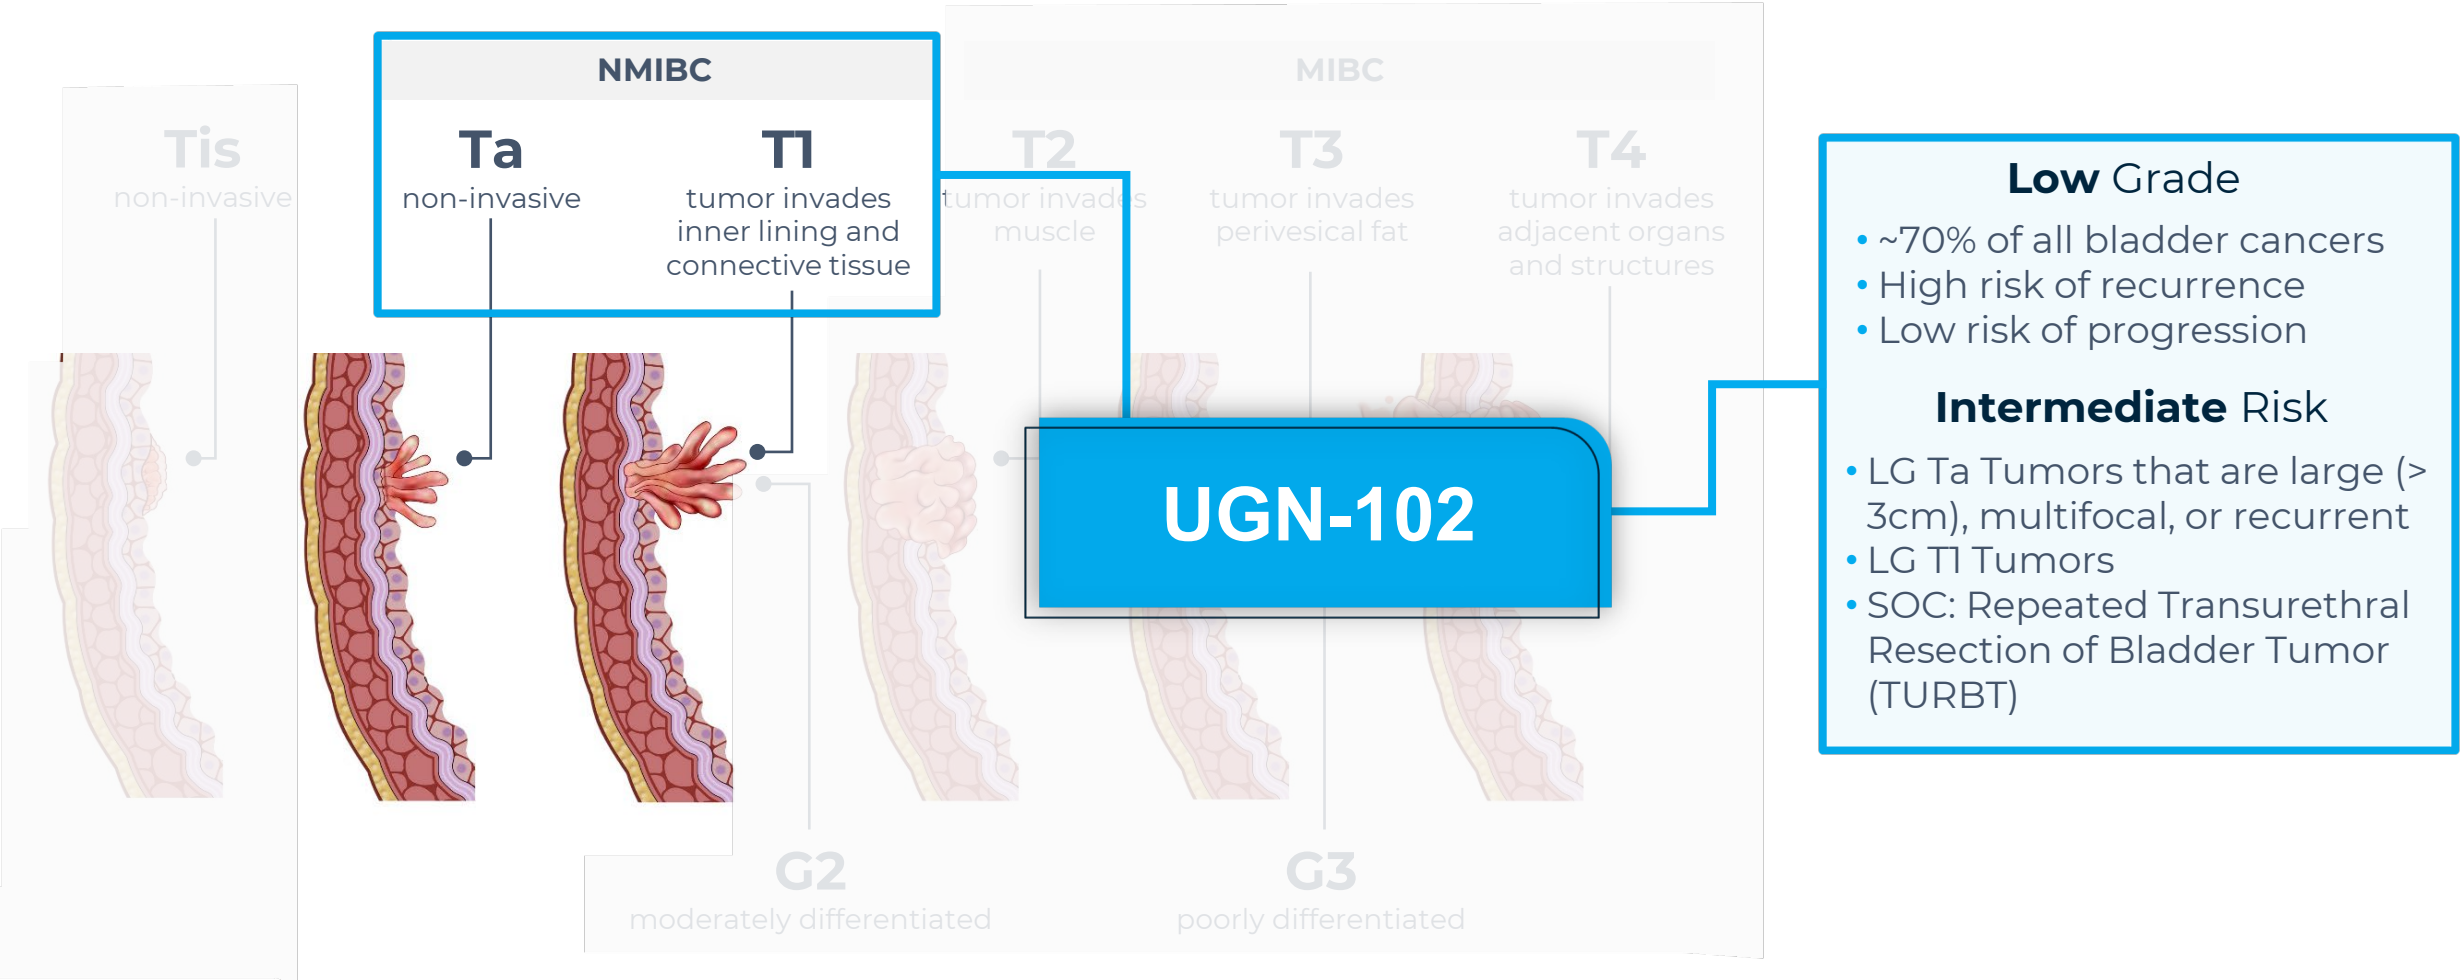 NMIBC
MIBC
Tis
non-invasive
Ta
non-invasive
T1
tumor invades
inner lining and
connective tissue
T2
tumor invades
muscle
T3
tumor invades
perivesical fat
T4
tumor invades
adjacent organs
and structures
UGN-102
G2
moderately differentiated
G3
poorly differentiated
Low Grade
• ~70% of all bladder cancers
• High risk of recurrence
• Low risk of progression
Intermediate Risk
• LG Ta Tumors that are large (>
3cm), multifocal, or recurrent
• LG T1 Tumors
• SOC: Repeated Transurethral
Resection of Bladder Tumor
(TURBT)